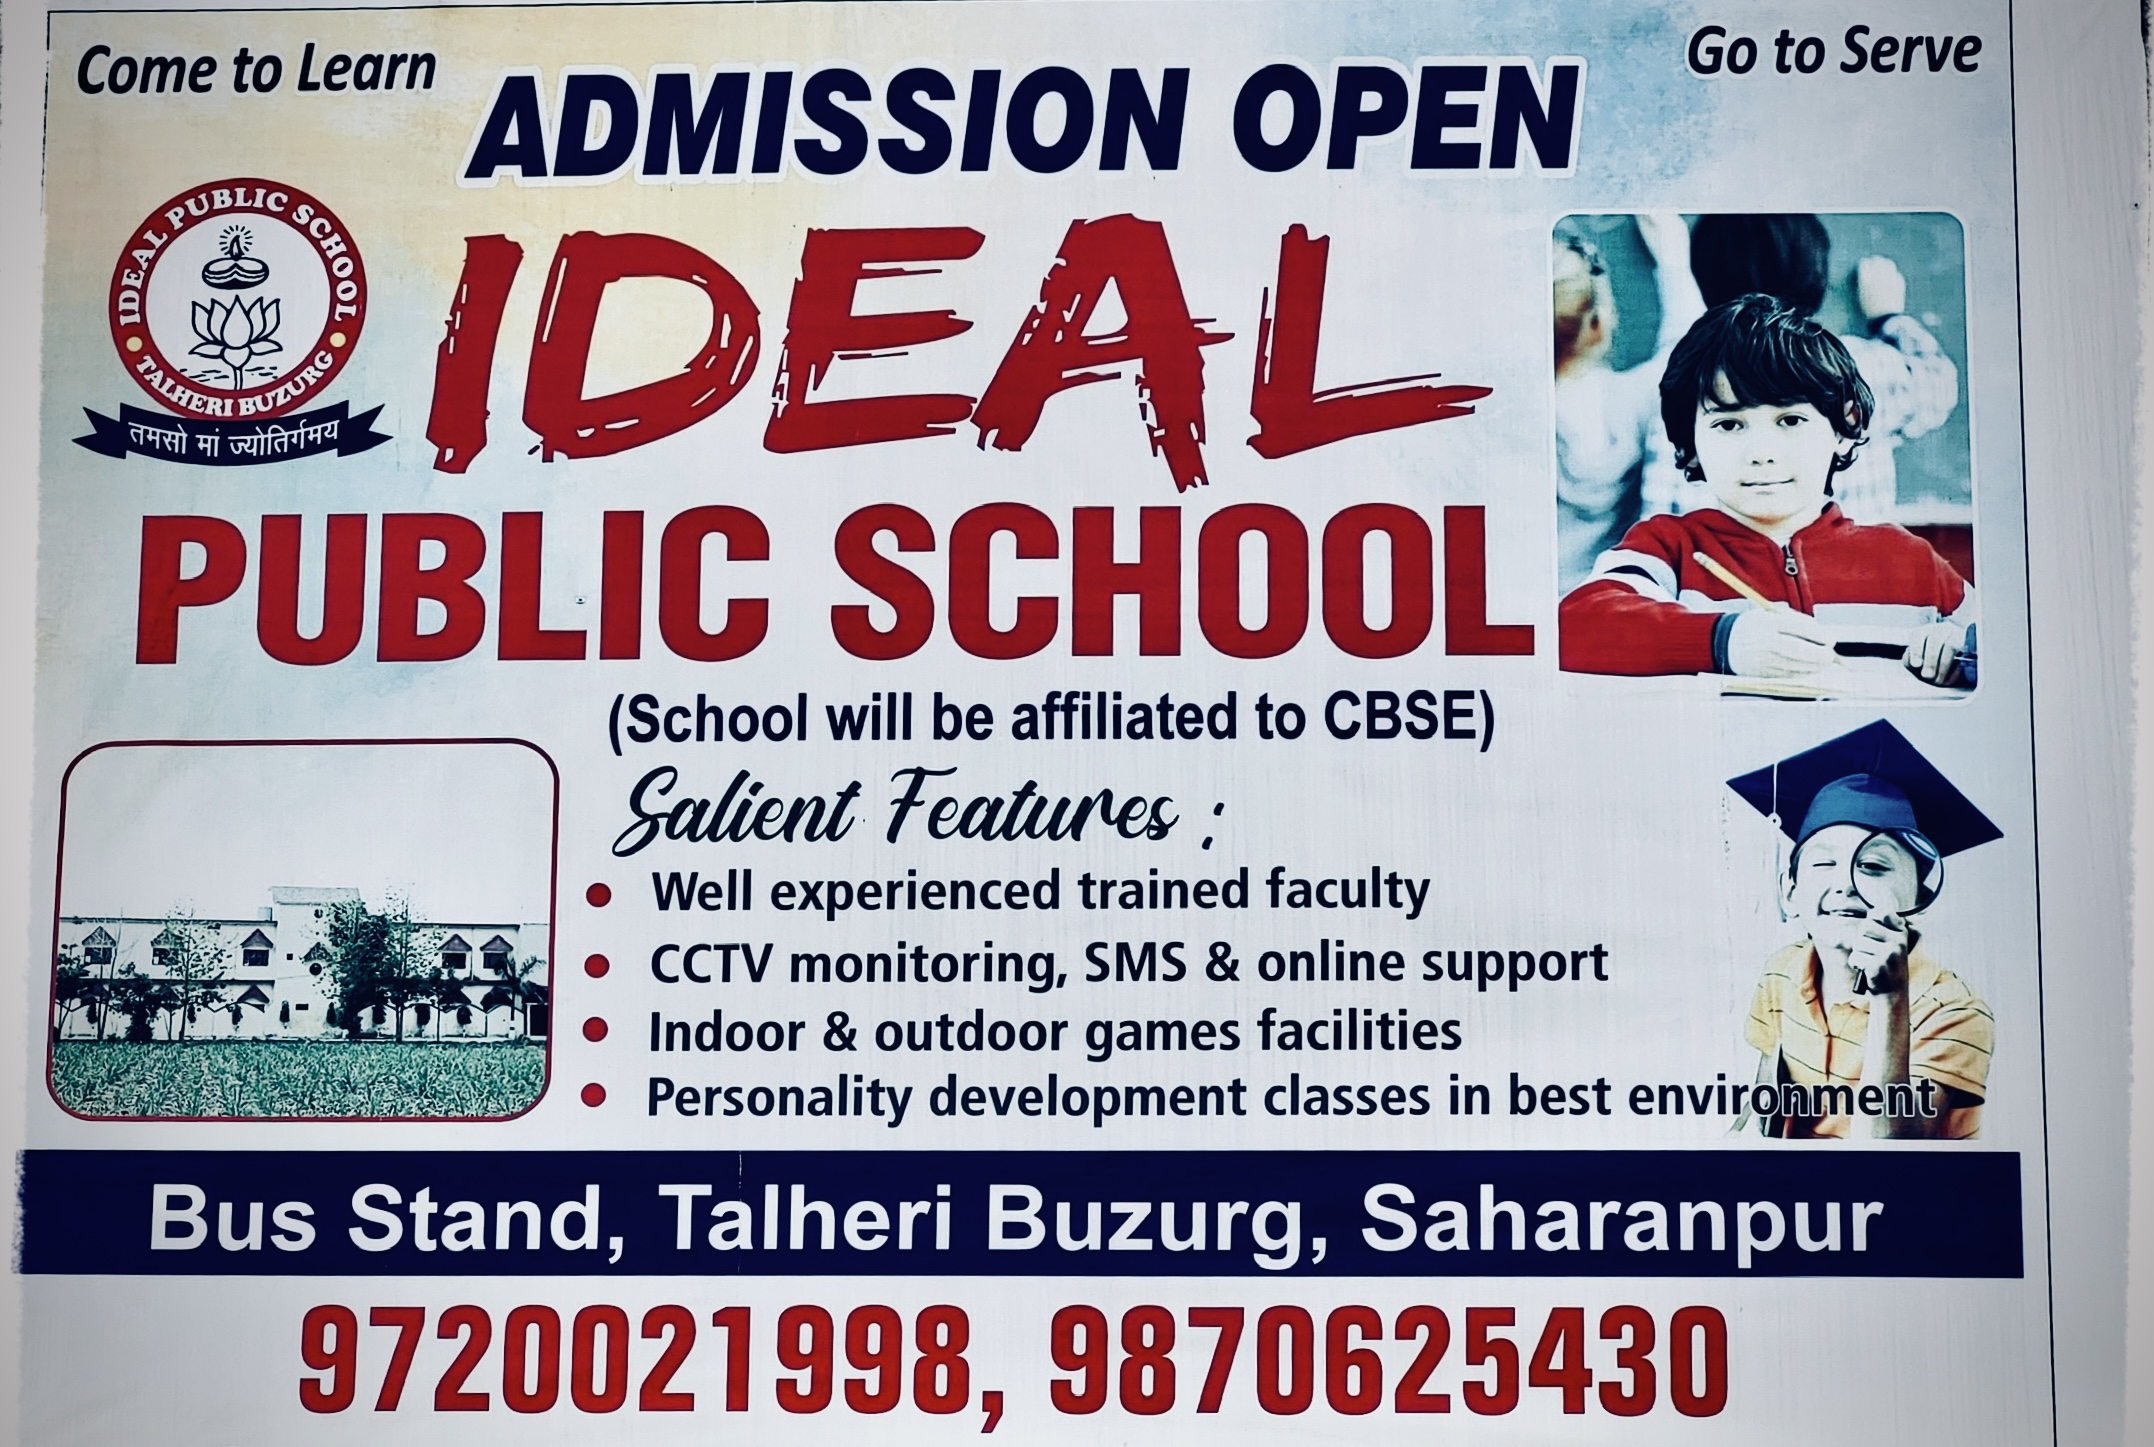 Come to Learn
Go to Serve
ADMISSION OPEN
IDEAL PUBLIC SCHOOL
TALHERI BUZURG
तमसो मां ज्योतिर्गमय
IDEAL
PUBLIC SCHOOL
(School will be affiliated to CBSE)
Salient Features :
• Well experienced trained faculty
• CCTV monitoring, SMS & online support
• Indoor & outdoor games facilities
• Personality development classes in best environment
Bus Stand, Talheri Buzurg, Saharanpur
9720021998, 9870625430